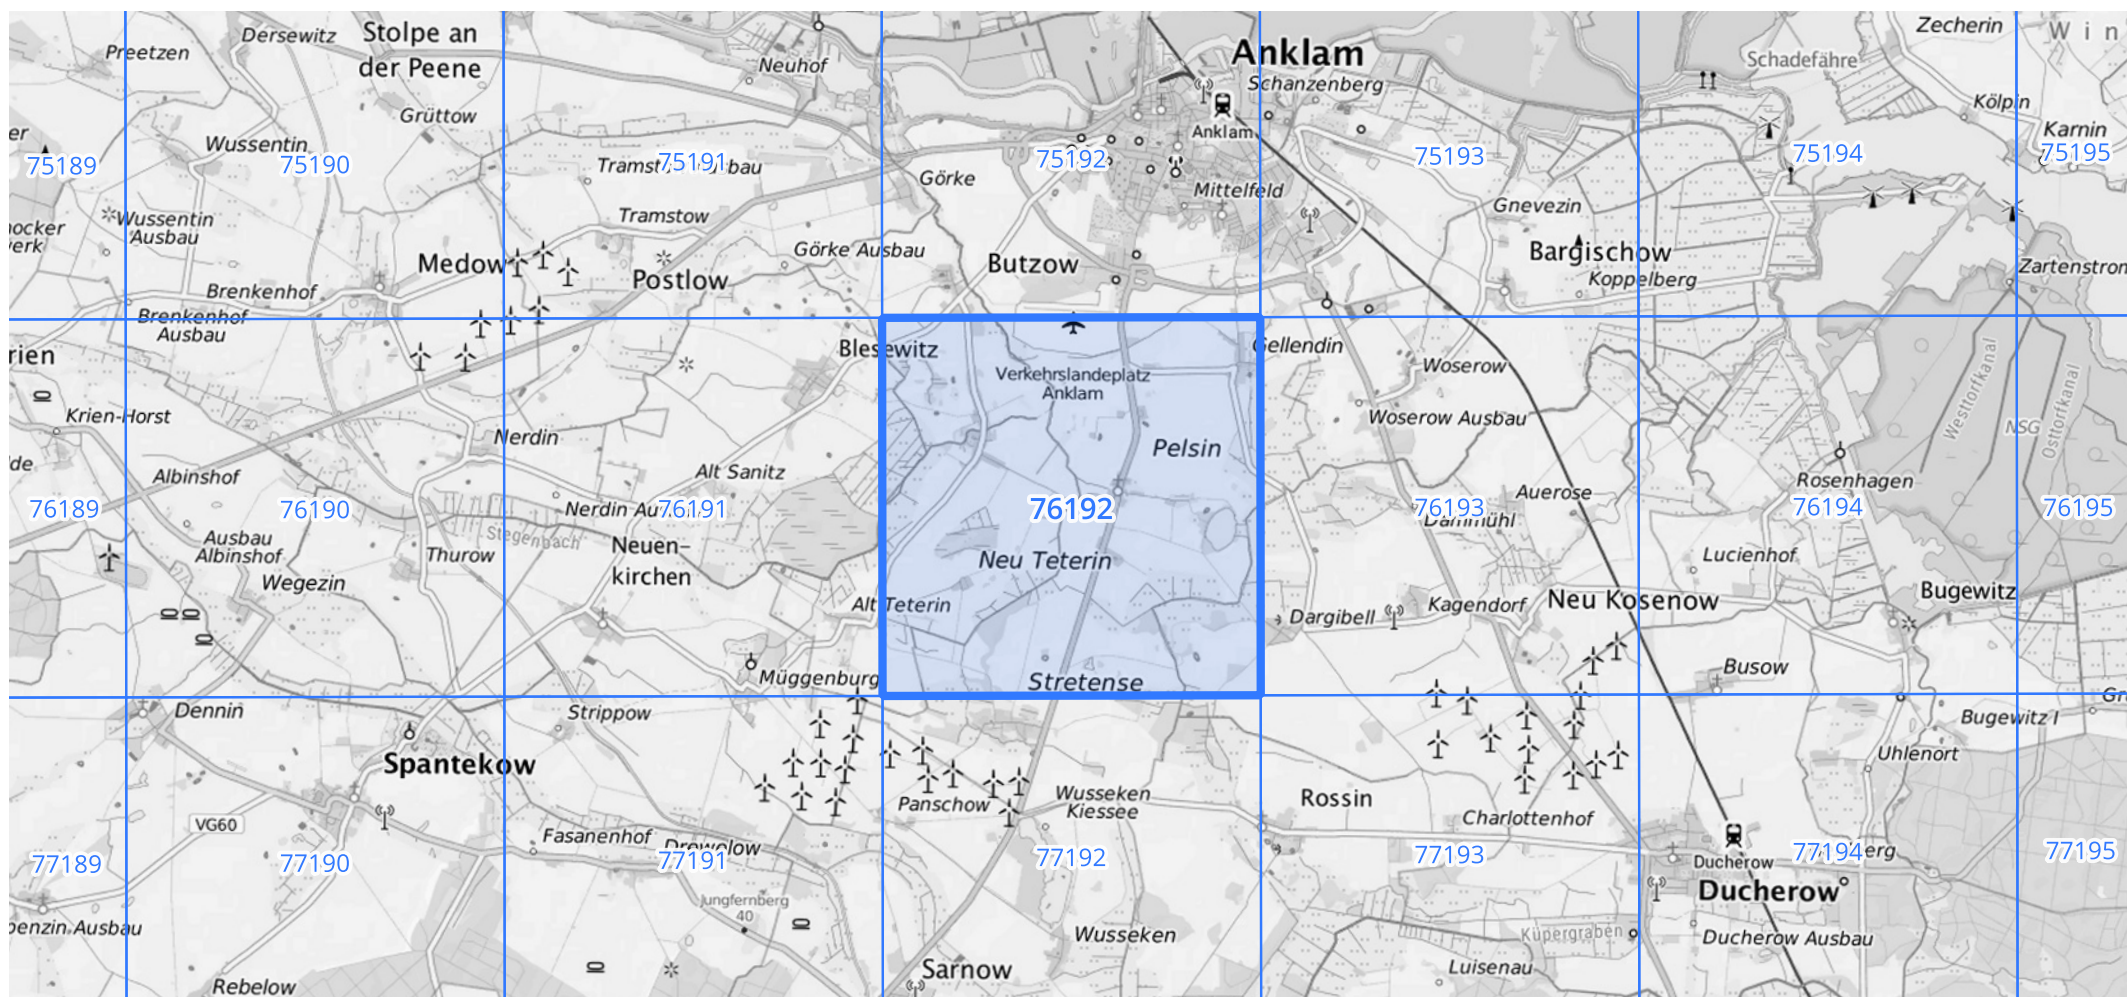 Preetzen
Dersewitz
Stolpe an
der Peene
Neuhof
Anklam
Schanzenberg
Schadefähre
Zecherin
Kölpin
Karnin
Grüttow
Wussentin
Anklam
75189
75190
75191
75192
75193
75194
75195
Görke
Mittelfeld
Tramstow
Wussentin
Ausbau
Gnevezin
Medow
Postlow
Görke Ausbau
Butzow
Bargischow
Koppelberg
Zartenstrom
Brenkenhof
Brenkenhof
Ausbau
rien
Blesewitz
Gellendin
Woserow
Verkehrslandeplatz
Anklam
Westtorfkanal
Osttorfkanal
NSG
Krien-Horst
Woserow Ausbau
Nerdin
Pelsin
Albinshof
Alt Sanitz
Auerose
Rosenhagen
76189
76190
76191
76192
76193
76194
76195
Dammmühl
Stegenbach
Ausbau
Albinshof
Thurow
Neuen-
kirchen
Neu Teterin
Lucienhof
Wegezin
Alt Teterin
Dargibell
Kagendorf
Neu Kosenow
Bugewitz
Müggenburg
Stretense
Busow
Dennin
Strippow
Bugewitz I
Uhlenort
Spantekow
Panschow
Wusseken
Kiessee
Rossin
Charlottenhof
VG60
Fasanenhof
Drewelow
77189
77190
77191
77192
77193
77194
77195
Ducherow
Ducherow
Jungfernberg
40
Wusseken
Küpergraben
Ducherow Ausbau
Sarnow
Luisenau
Rebelow